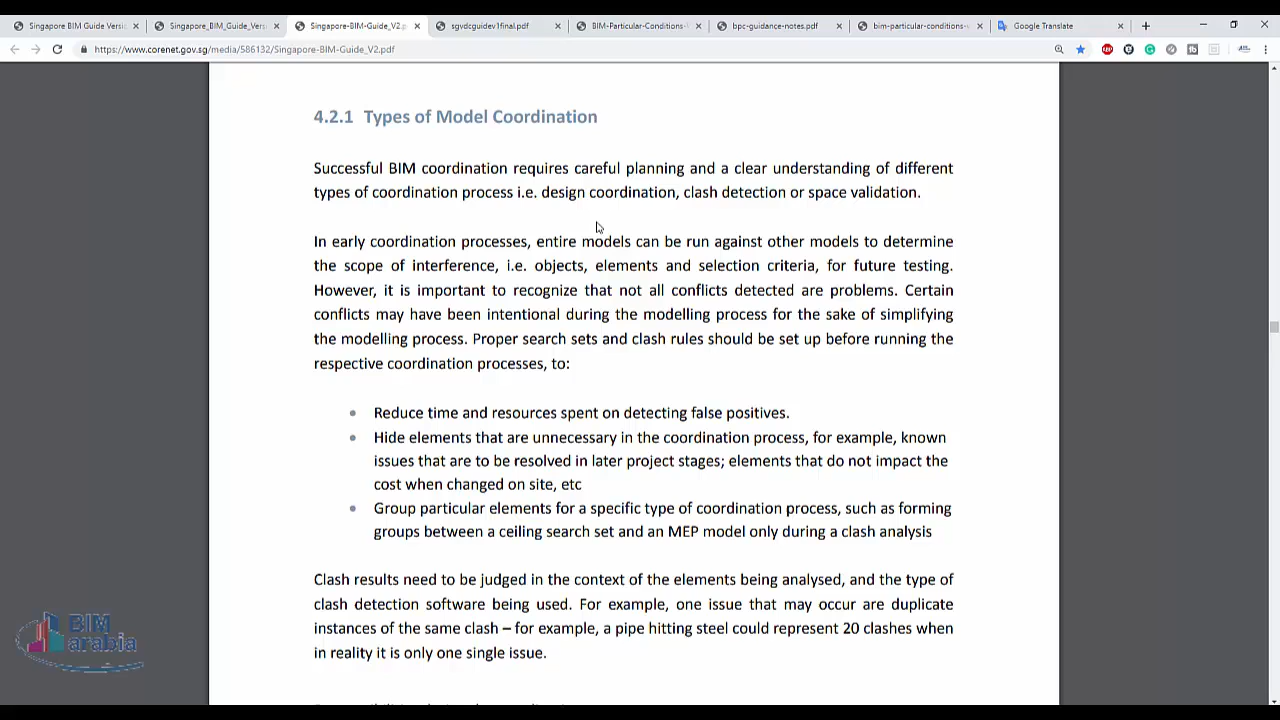 Singapore BIM Guide Versi
Singapore_BIM_Guide_Vers
Singapore-BIM-Guide_V2.p
sgvdcguidev1final.pdf
BIM-Particular-Conditions-
bpc-guidance-notes.pdf
bim-particular-conditions-
Google Translate
https://www.corenet.gov.sg/media/586132/Singapore-BIM-Guide_V2.pdf
4.2.1 Types of Model Coordination
Successful BIM coordination requires careful planning and a clear understanding of different
types of coordination process i.e. design coordination, clash detection or space validation.
In early coordination processes, entire models can be run against other models to determine
the scope of interference, i.e. objects, elements and selection criteria, for future testing.
However, it is important to recognize that not all conflicts detected are problems. Certain
conflicts may have been intentional during the modelling process for the sake of simplifying
the modelling process. Proper search sets and clash rules should be set up before running the
respective coordination processes, to:
• Reduce time and resources spent on detecting false positives.
• Hide elements that are unnecessary in the coordination process, for example, known
issues that are to be resolved in later project stages; elements that do not impact the
cost when changed on site, etc
• Group particular elements for a specific type of coordination process, such as forming
groups between a ceiling search set and an MEP model only during a clash analysis
Clash results need to be judged in the context of the elements being analysed, and the type of
clash detection software being used. For example, one issue that may occur are duplicate
instances of the same clash – for example, a pipe hitting steel could represent 20 clashes when
in reality it is only one single issue.
BIM
arabia